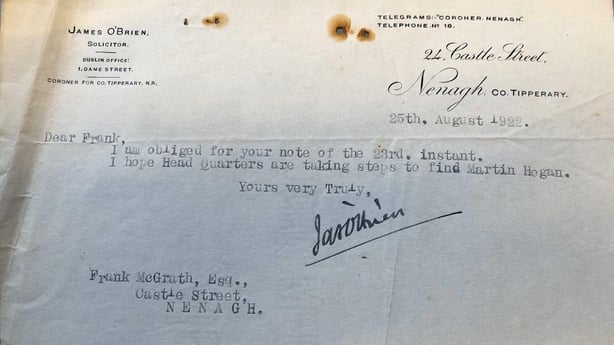 JAMES O'BRIEN,
SOLICITOR.
DUBLIN OFFICE:
1, DAME STREET.
CORONER FOR CO. TIPPERARY, N.R.
TELEGRAMS: "CORONER, NENAGH."
TELEPHONE, No 18.
24, Castle Street,
Nenagh, CO. TIPPERARY.
25th. August 1922.
Dear Frank,
I am obliged for your note of the 23rd. instant.
I hope Head Quarters are taking steps to find Martin Hogan.
Yours very Truly,
Jas O'Brien
Frank McGrath, Esq.,
Castle Street,
NENAGH.